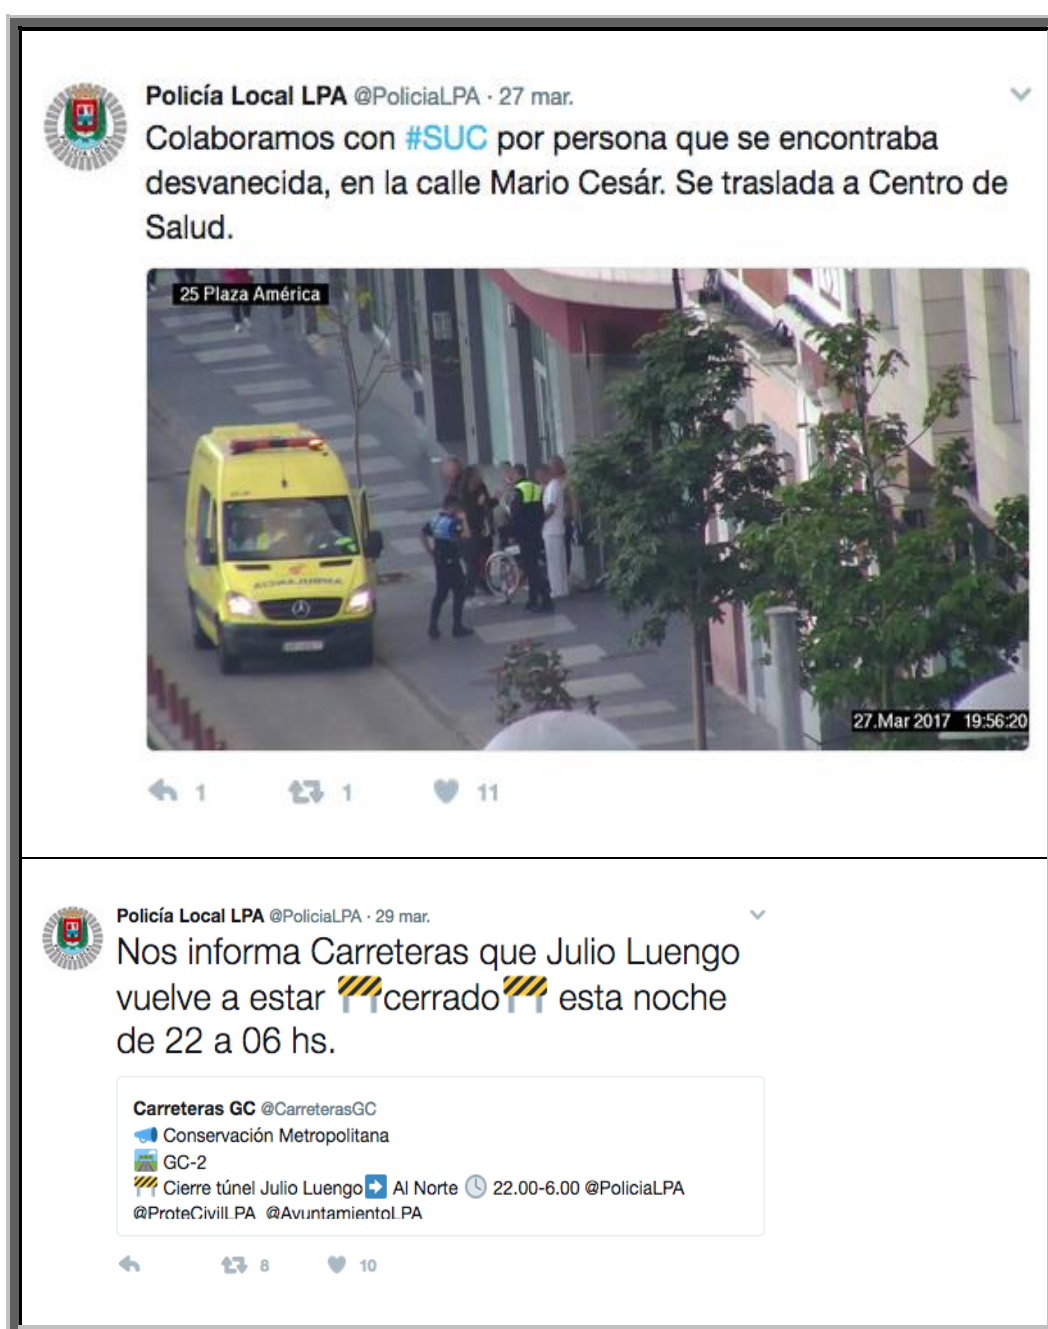 Policía Local LPA @PoliciaLPA · 27 mar.
Colaboramos con #SUC por persona que se encontraba
desvanecida, en la calle Mario Cesár. Se traslada a Centro de
Salud.
25 Plaza América
27.Mar 2017 19:56:20
1 1 11
Policía Local LPA @PoliciaLPA · 29 mar.
Nos informa Carreteras que Julio Luengo
vuelve a estar 🚧cerrado🚧 esta noche
de 22 a 06 hs.
Carreteras GC @CarreterasGC
📢 Conservación Metropolitana
🛣️ GC-2
🚧 Cierre túnel Julio Luengo➡️ Al Norte 🕓 22.00-6.00 @PoliciaLPA
@ProteCivilLPA @AyuntamientoLPA
8 10